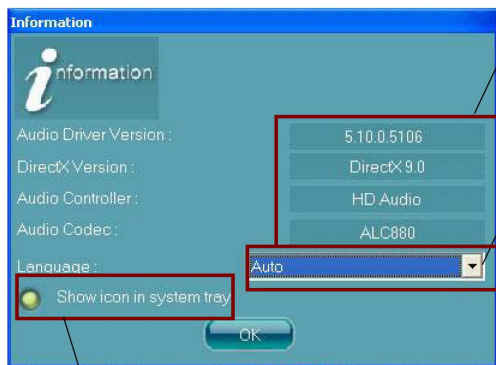 Information
information
Audio Driver Version : 5.10.0.5106
DirectX Version : DirectX 9.0
Audio Controller : HD Audio
Audio Codec : ALC880
Language : Auto
Show icon in system tray
OK